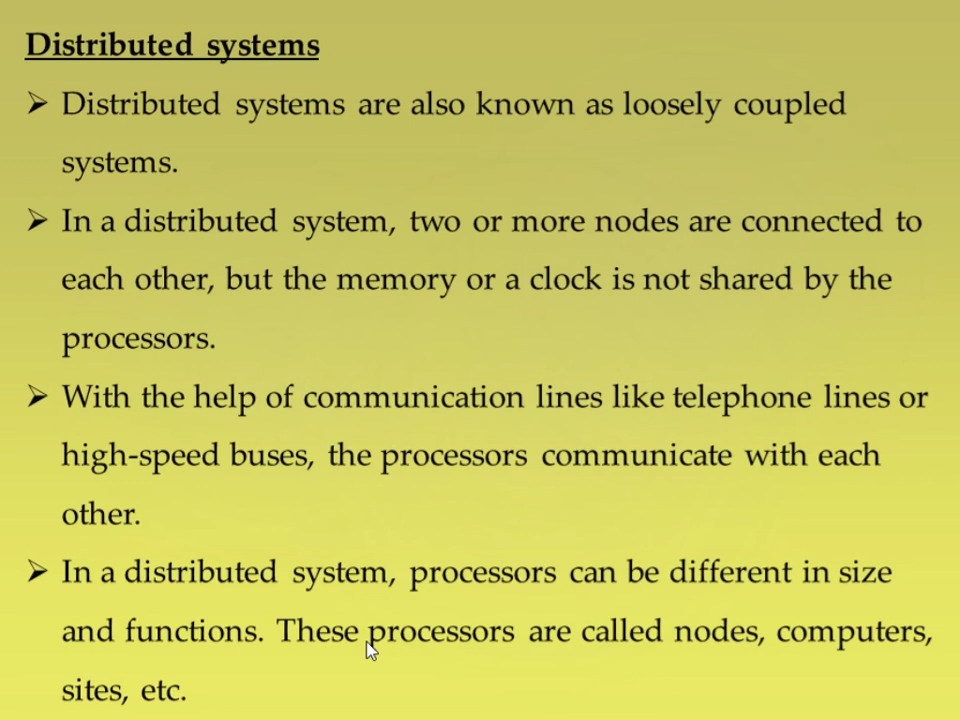 Distributed systems
➢ Distributed systems are also known as loosely coupled
systems.
➢ In a distributed system, two or more nodes are connected to
each other, but the memory or a clock is not shared by the
processors.
➢ With the help of communication lines like telephone lines or
high-speed buses, the processors communicate with each
other.
➢ In a distributed system, processors can be different in size
and functions. These processors are called nodes, computers,
sites, etc.